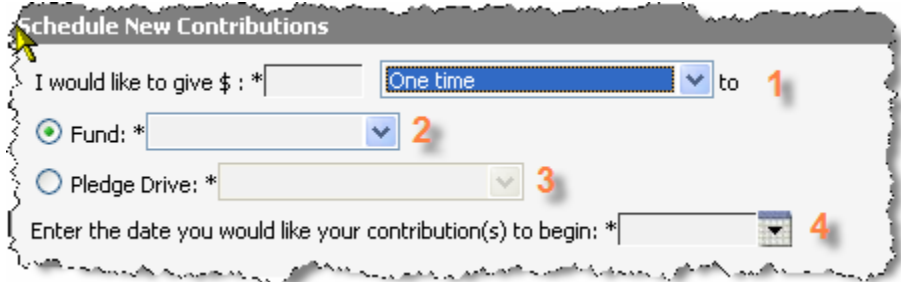 Schedule New Contributions
I would like to give $ : * One time to 1
Fund: * 2
Pledge Drive: * 3
Enter the date you would like your contribution(s) to begin: * 4